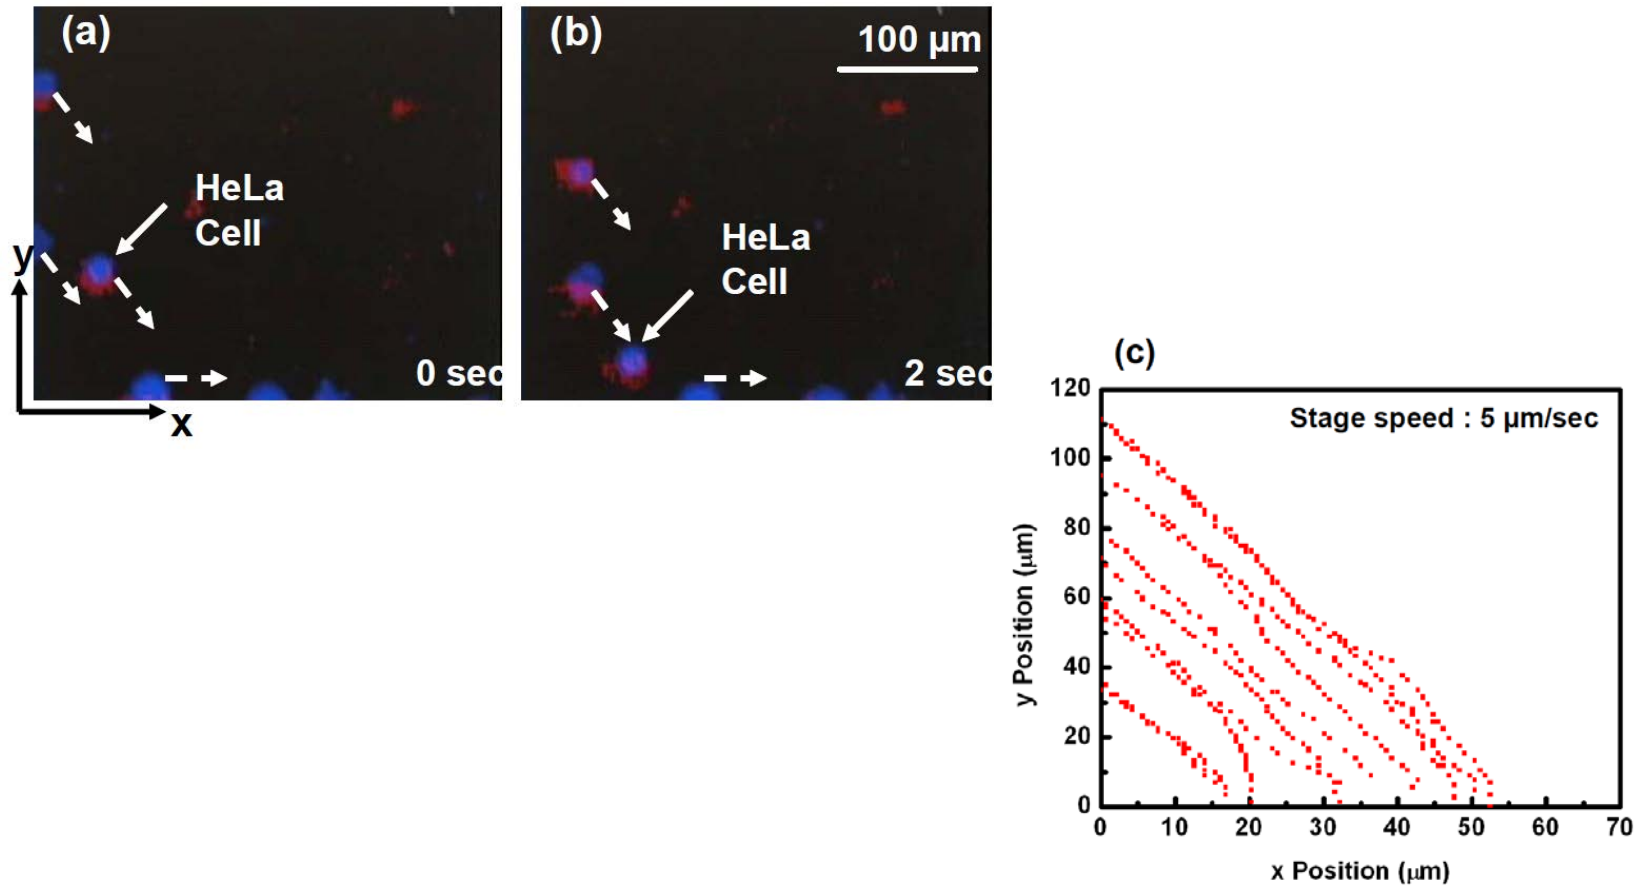 (a)
HeLa
Cell
0 sec
y
x
(b)
100 µm
HeLa
Cell
2 sec
(c)
Stage speed : 5 µm/sec
y Position (µm)
120
100
80
60
40
20
0
0 10 20 30 40 50 60 70
x Position (µm)